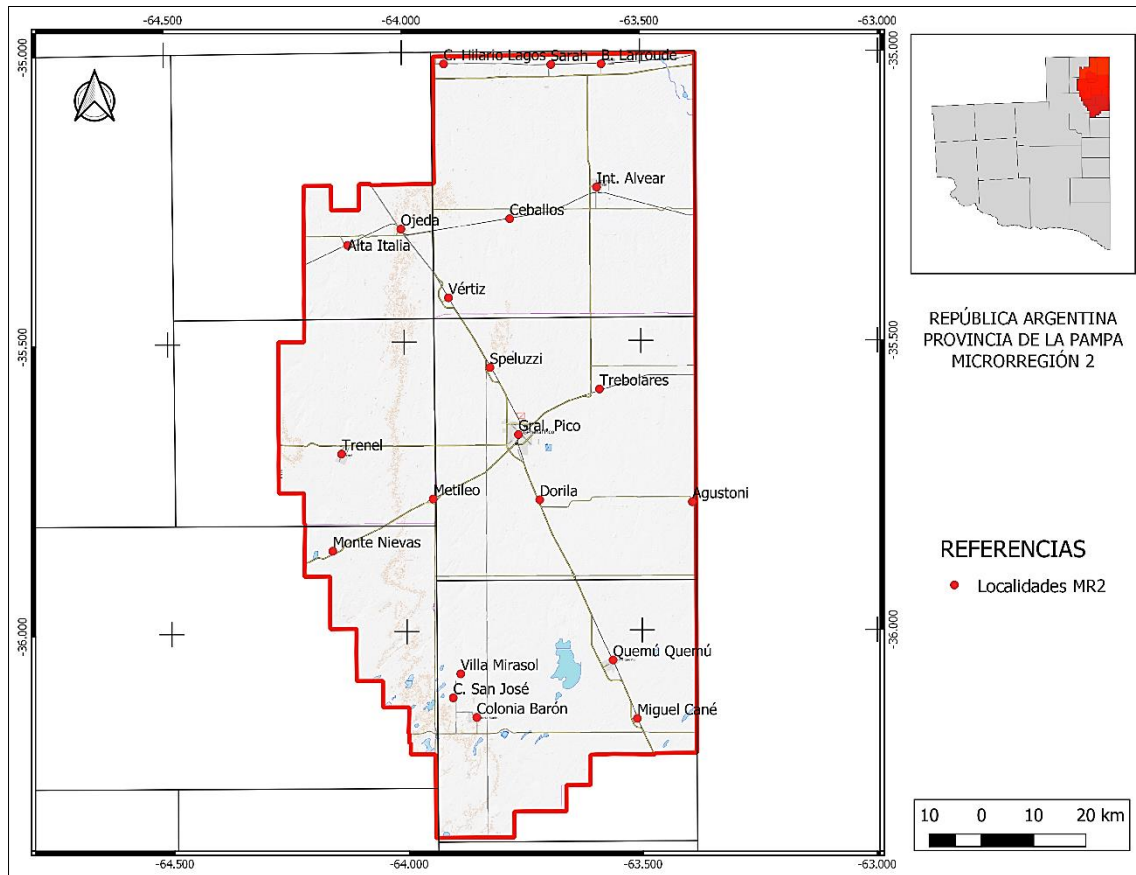 -64.500
-64.000
-63.500
-63.000
-35.000
-35.000
C. Hilario Lagos
Sarah
B. Larroude
Int. Alvear
Ceballos
Ojeda
Alta Italia
Vértiz
REPÚBLICA ARGENTINA
PROVINCIA DE LA PAMPA
MICRORREGIÓN 2
-35.500
-35.500
Speluzzi
Trebolares
Gral. Pico
Trenel
Metileo
Dorila
Agustoni
Monte Nievas
REFERENCIAS
Localidades MR2
-36.000
-36.000
Quemú Quemú
Villa Mirasol
C. San José
Colonia Barón
Miguel Cané
10 0 10 20 km
-64.500
-64.000
-63.500
-63.000